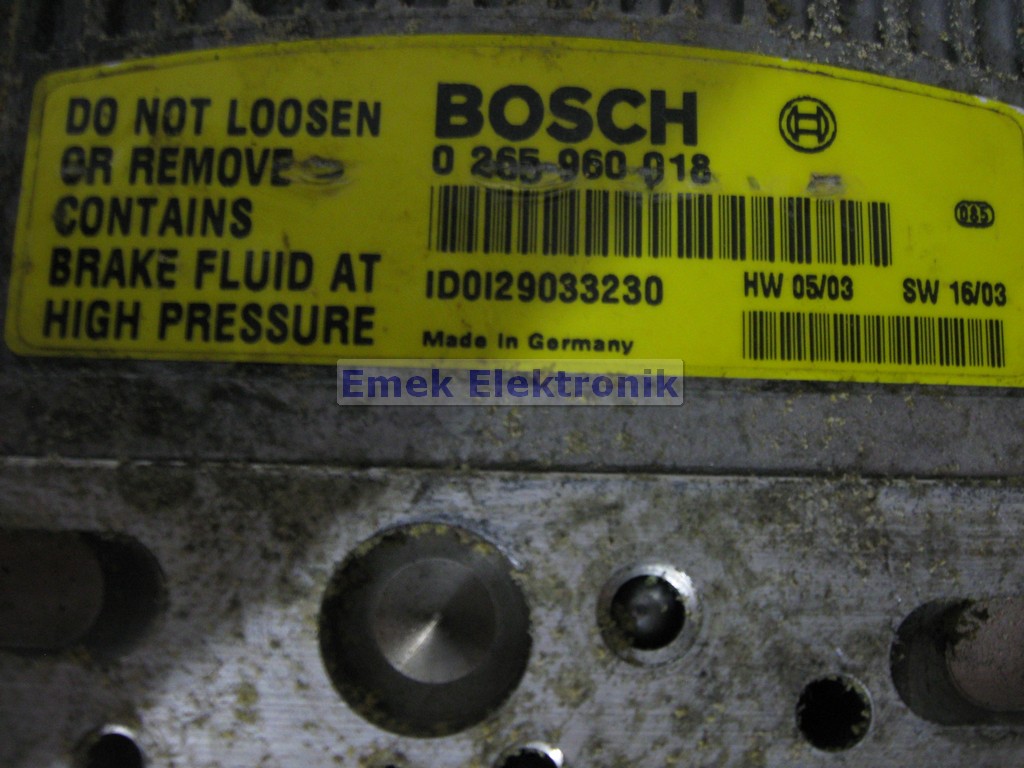 DO NOT LOOSEN
OR REMOVE
CONTAINS
BRAKE FLUID AT
HIGH PRESSURE
BOSCH
0 265 960 018
085
ID0I29033230
HW 05/03 SW 16/03
Made in Germany
Emek Elektronik